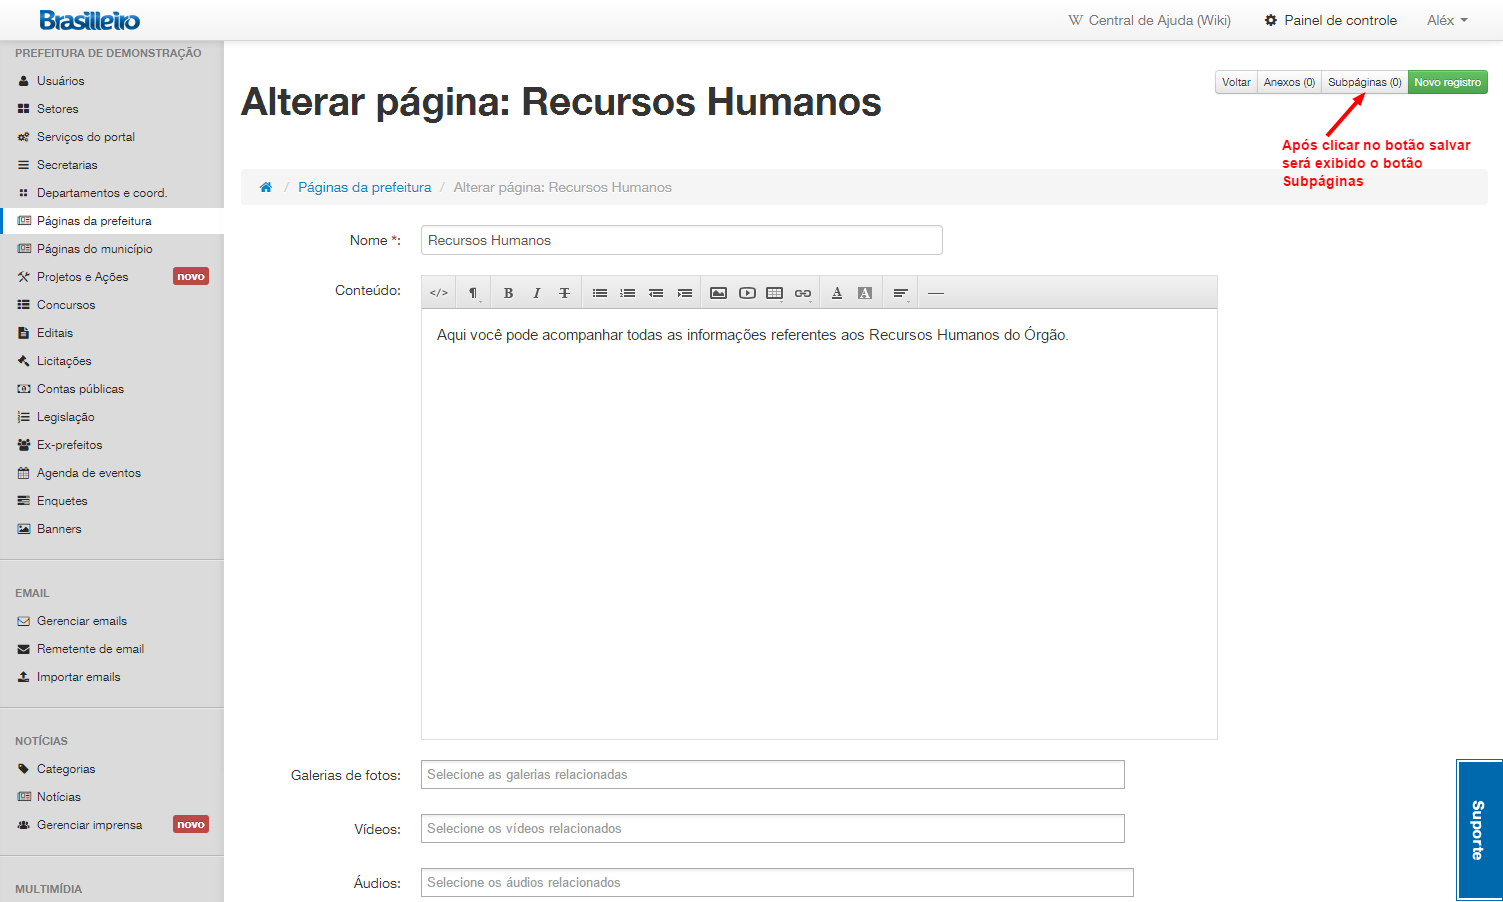 Brasilleiro
Central de Ajuda (Wiki)
Painel de controle
Aléx
PREFEITURA DE DEMONSTRAÇÃO
Usuários
Setores
Serviços do portal
Secretarias
Departamentos e coord.
Páginas da prefeitura
Páginas do município
Projetos e Ações novo
Concursos
Editais
Licitações
Contas públicas
Legislação
Ex-prefeitos
Agenda de eventos
Enquetes
Banners
EMAIL
Gerenciar emails
Remetente de email
Importar emails
NOTÍCIAS
Categorias
Notícias
Gerenciar imprensa novo
MULTIMÍDIA
Alterar página: Recursos Humanos
Voltar Anexos (0) Subpáginas (0) Novo registro
Após clicar no botão salvar
será exibido o botão
Subpáginas
/ Páginas da prefeitura / Alterar página: Recursos Humanos
Nome *: Recursos Humanos
Conteúdo:
</> ¶ B I T A A
Aqui você pode acompanhar todas as informações referentes aos Recursos Humanos do Órgão.
Galerias de fotos: Selecione as galerias relacionadas
Vídeos: Selecione os vídeos relacionados
Áudios: Selecione os áudios relacionados
Suporte